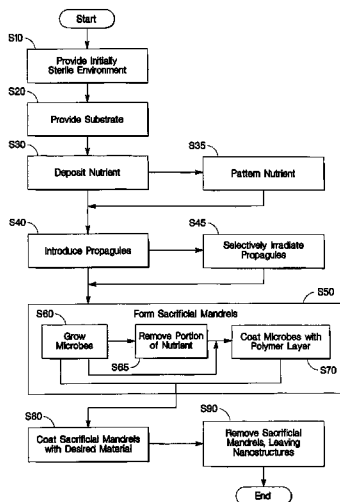 Start
S10
Provide Initially
Sterile Environment
S20
Provide Substrate
S30
Deposit Nutrient
S35
Pattern Nutrient
S40
Introduce Propagules
S45
Selectively Irradiate
Propagules
S50
Form Sacrificial Mandrels
S60
Grow
Microbes
Remove Portion
of Nutrient
S65
Coat Microbes with
Polymer Layer
S70
S80
Coat Sacrificial Mandrels
with Desired Material
S90
Remove Sacrificial
Mandrels, Leaving
Nanostructures
End